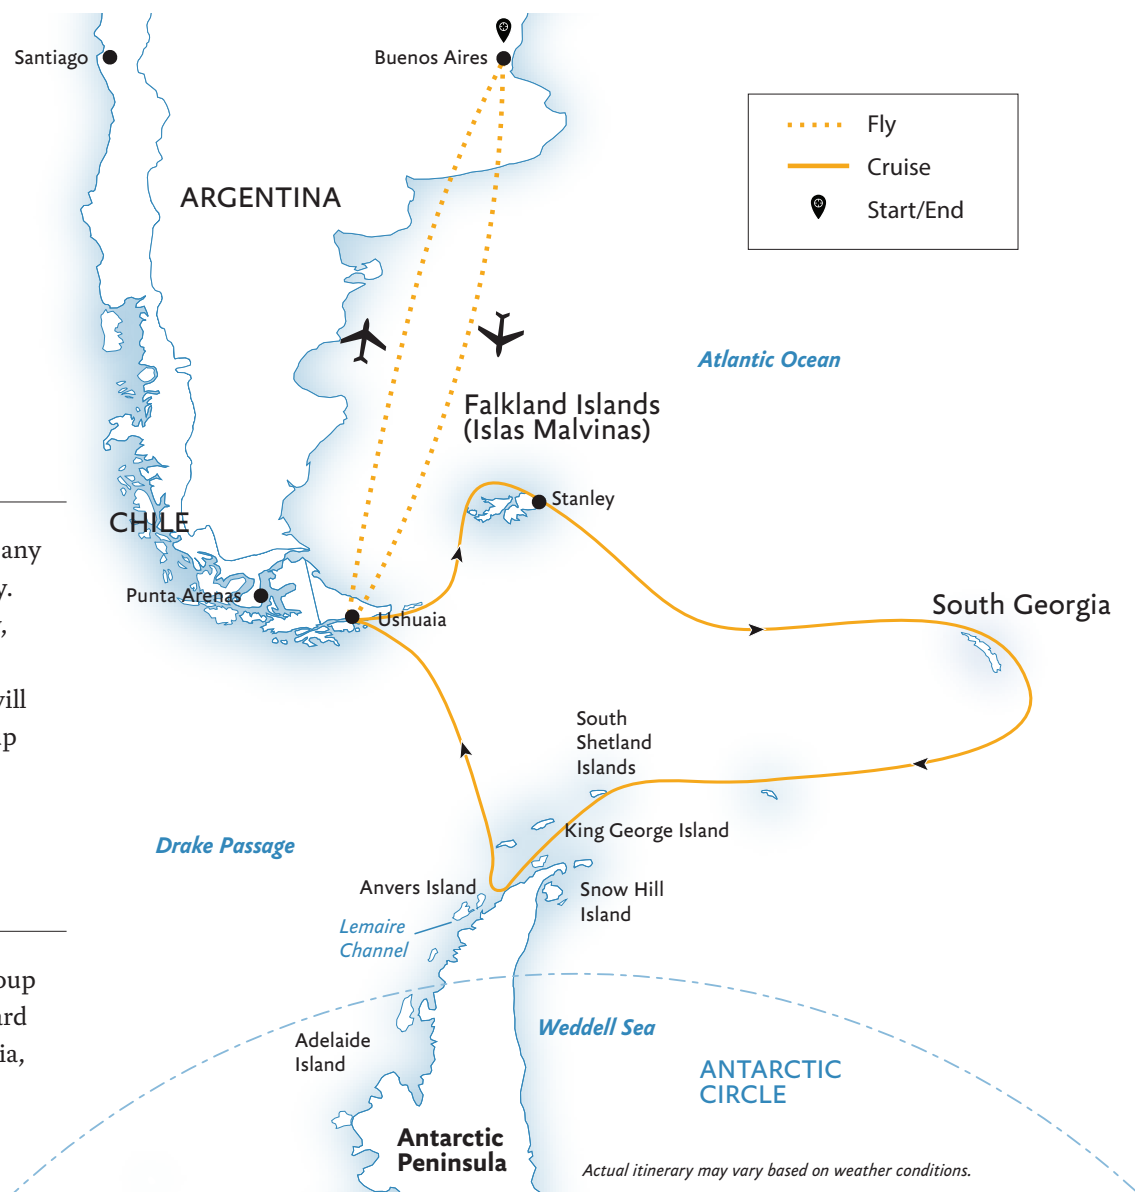 Santiago
Buenos Aires
Fly
Cruise
Start/End
ARGENTINA
Atlantic Ocean
Falkland Islands
(Islas Malvinas)
Stanley
CHILE
any
y.
Punta Arenas
Ushuaia
South Georgia
South
Shetland
Islands
King George Island
Drake Passage
Anvers Island
Snow Hill
Island
Lemaire
Channel
Weddell Sea
Adelaide
Island
ANTARCTIC
CIRCLE
Antarctic
Peninsula
Actual itinerary may vary based on weather conditions.